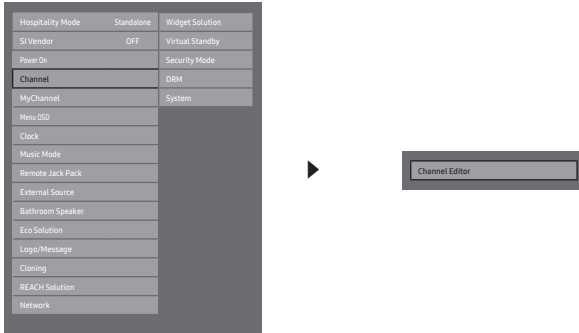 Hospitality Mode Standalone
SI Vendor OFF
Power On
Channel
MyChannel
Menu OSD
Clock
Music Mode
Remote Jack Pack
External Source
Bathroom Speaker
Eco Solution
Logo/Message
Cloning
REACH Solution
Network
Widget Solution
Virtual Standby
Security Mode
DRM
System
Channel Editor